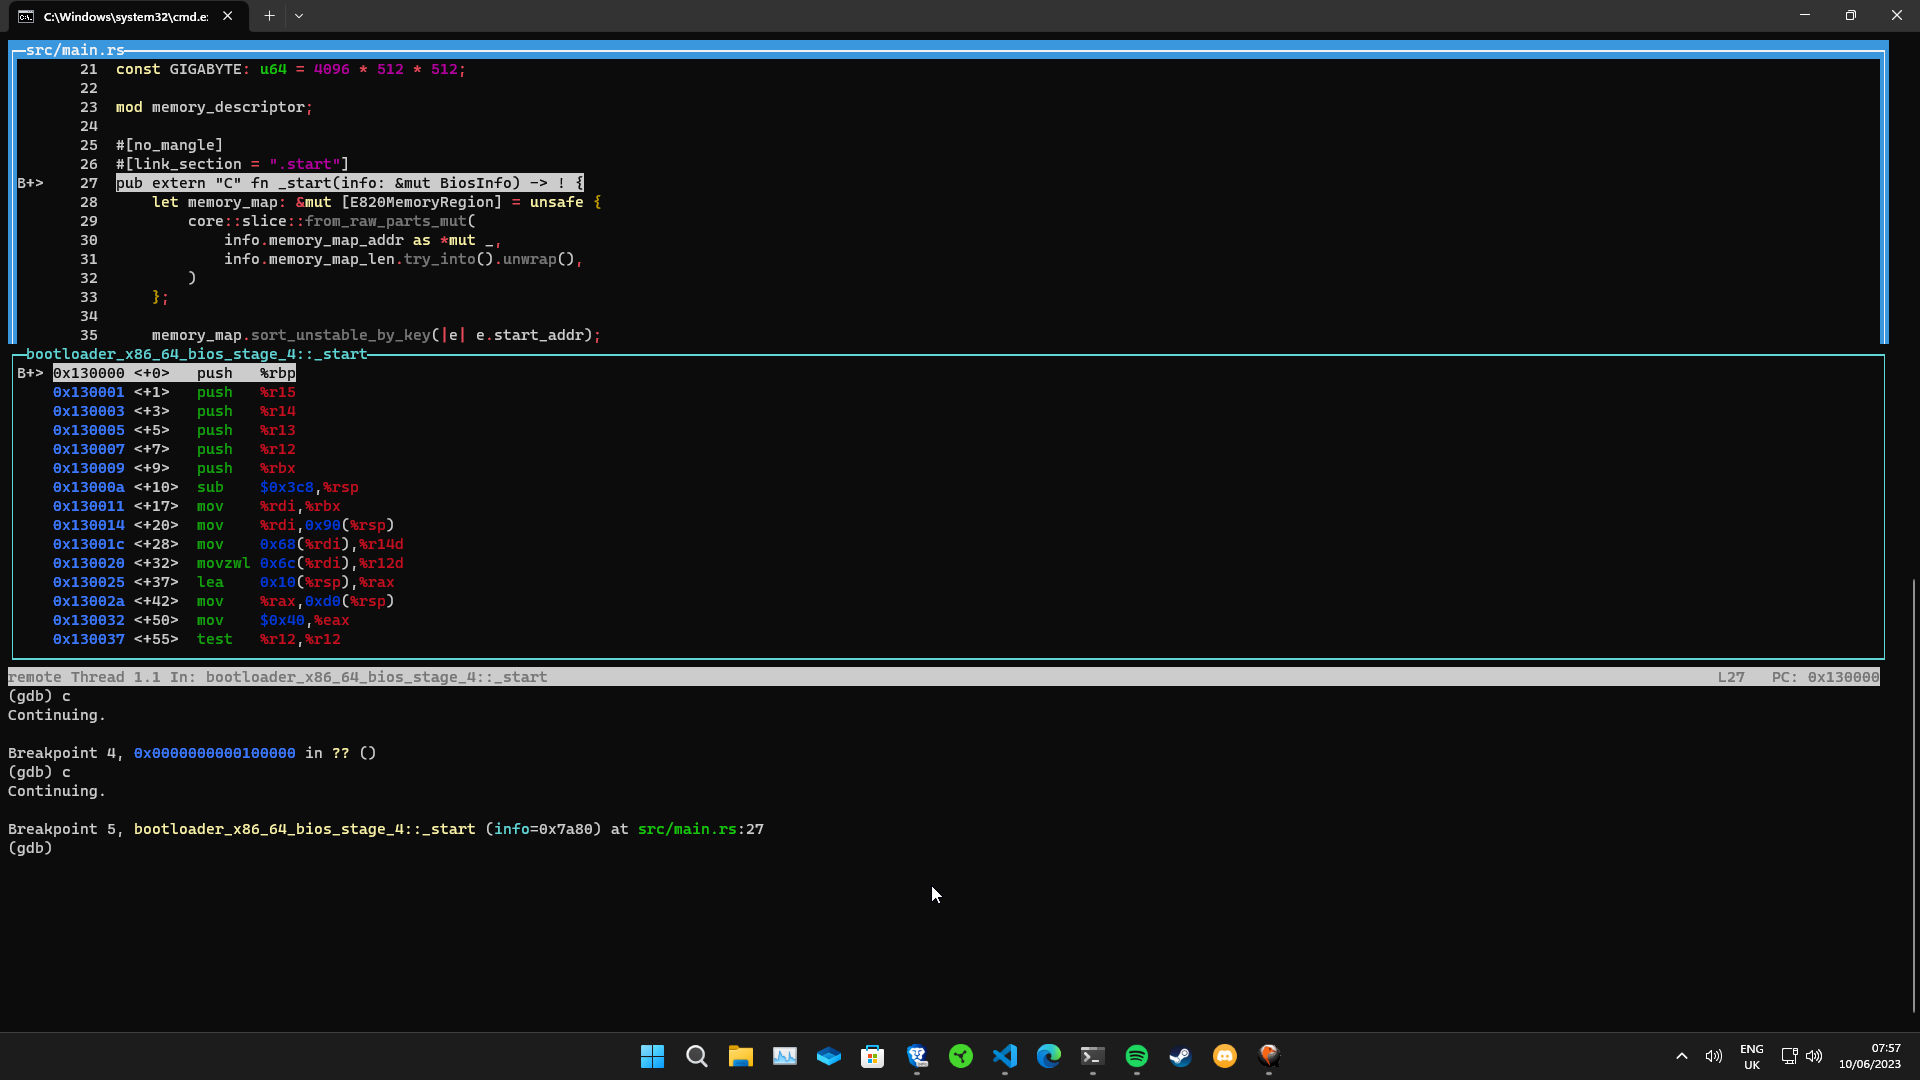 C:\Windows\system32\cmd.e:
src/main.rs
21 const GIGABYTE: u64 = 4096 * 512 * 512;
22
23 mod memory_descriptor;
24
25 #[no_mangle]
26 #[link_section = ".start"]
B+> 27 pub extern "C" fn _start(info: &mut BiosInfo) -> ! {
28 let memory_map: &mut [E820MemoryRegion] = unsafe {
29 core::slice::from_raw_parts_mut(
30 info.memory_map_addr as *mut _,
31 info.memory_map_len.try_into().unwrap(),
32 )
33 };
34
35 memory_map.sort_unstable_by_key(|e| e.start_addr);
bootloader_x86_64_bios_stage_4::_start
B+> 0x130000 <+0> push %rbp
0x130001 <+1> push %r15
0x130003 <+3> push %r14
0x130005 <+5> push %r13
0x130007 <+7> push %r12
0x130009 <+9> push %rbx
0x13000a <+10> sub $0x3c8,%rsp
0x130011 <+17> mov %rdi,%rbx
0x130014 <+20> mov %rdi,0x90(%rsp)
0x13001c <+28> mov 0x68(%rdi),%r14d
0x130020 <+32> movzwl 0x6c(%rdi),%r12d
0x130025 <+37> lea 0x10(%rsp),%rax
0x13002a <+42> mov %rax,0xd0(%rsp)
0x130032 <+50> mov $0x40,%eax
0x130037 <+55> test %r12,%r12
remote Thread 1.1 In: bootloader_x86_64_bios_stage_4::_start L27 PC: 0x130000
(gdb) c
Continuing.

Breakpoint 4, 0x0000000000100000 in ?? ()
(gdb) c
Continuing.

Breakpoint 5, bootloader_x86_64_bios_stage_4::_start (info=0x7a80) at src/main.rs:27
(gdb)
ENG
UK
07:57
10/06/2023